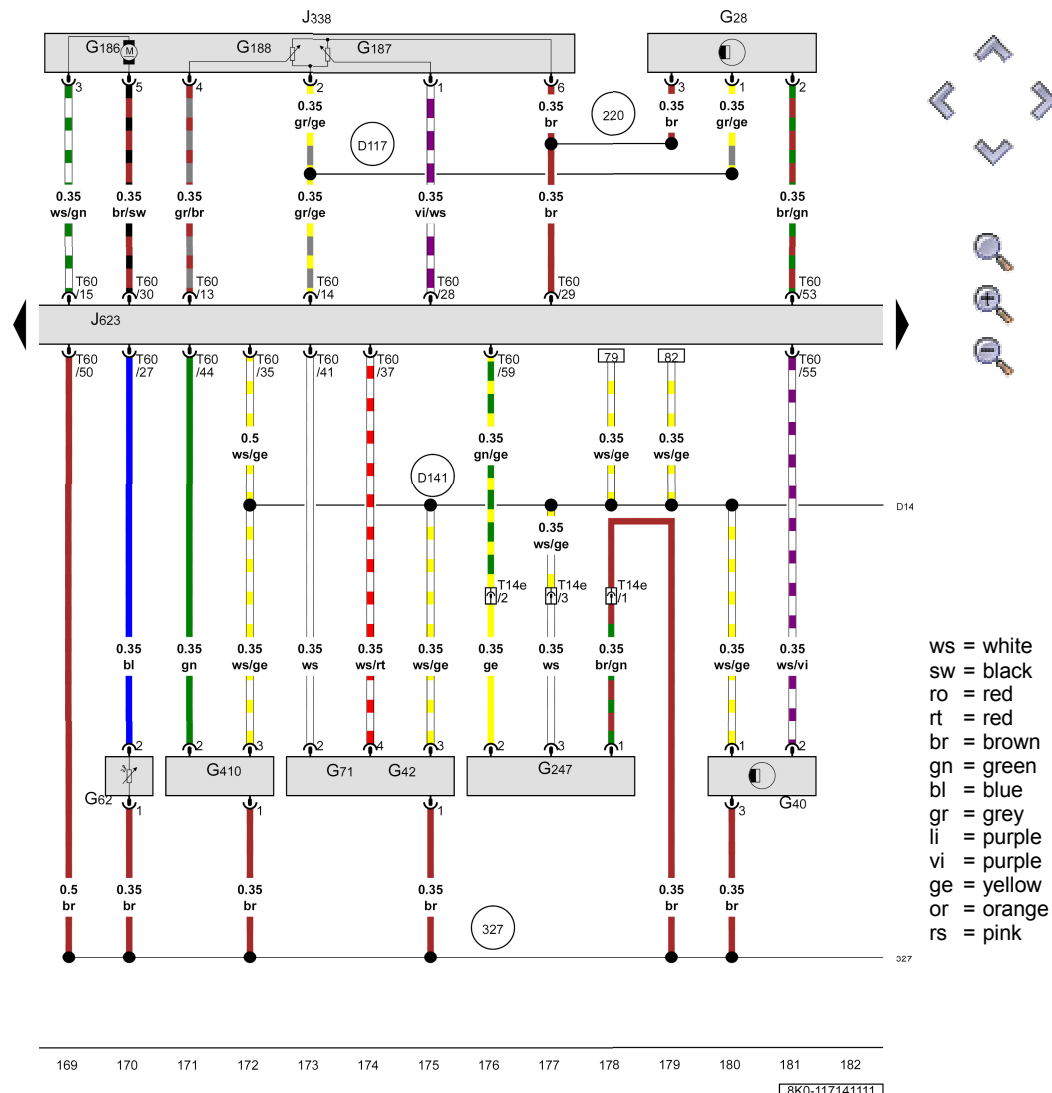 J338 G28
G186 M G188 G187
3 5 4 2 1 6 3 1 2
0.35 0.35 0.35 0.35
gr/ge br br gr/ge
220
D117
0.35 0.35 0.35 0.35 0.35 0.35 0.35
ws/gn br/sw gr/br gr/ge vi/ws br br/gn
T60 T60 T60 T60 T60 T60 T60
/15 /30 /13 /14 /28 /29 /53
J623
T60 T60 T60 T60 T60 T60 T60 79 82 T60
/50 /27 /44 /35 /41 /37 /59 /55
0.5 0.35 0.35 0.35
ws/ge gn/ge ws/ge ws/ge
D141
D14
0.35
ws/ge
T14e T14e T14e
/2 /3 /1
0.35 0.35 0.35 0.35 0.35 0.35 0.35 0.35 0.35 0.35 0.35
bl gn ws/ge ws ws/rt ws/ge ge ws br/gn ws/ge ws/vi
2 2 3 2 4 3 2 3 1 1 2
G62 G410 G71 G42 G247 G40
1 1 1 3
0.5 0.35 0.35 0.35 0.35 0.35
br br br br br br
327
327
169 170 171 172 173 174 175 176 177 178 179 180 181 182
8K0-117141111
ws = white
sw = black
ro = red
rt = red
br = brown
gn = green
bl = blue
gr = grey
li = purple
vi = purple
ge = yellow
or = orange
rs = pink